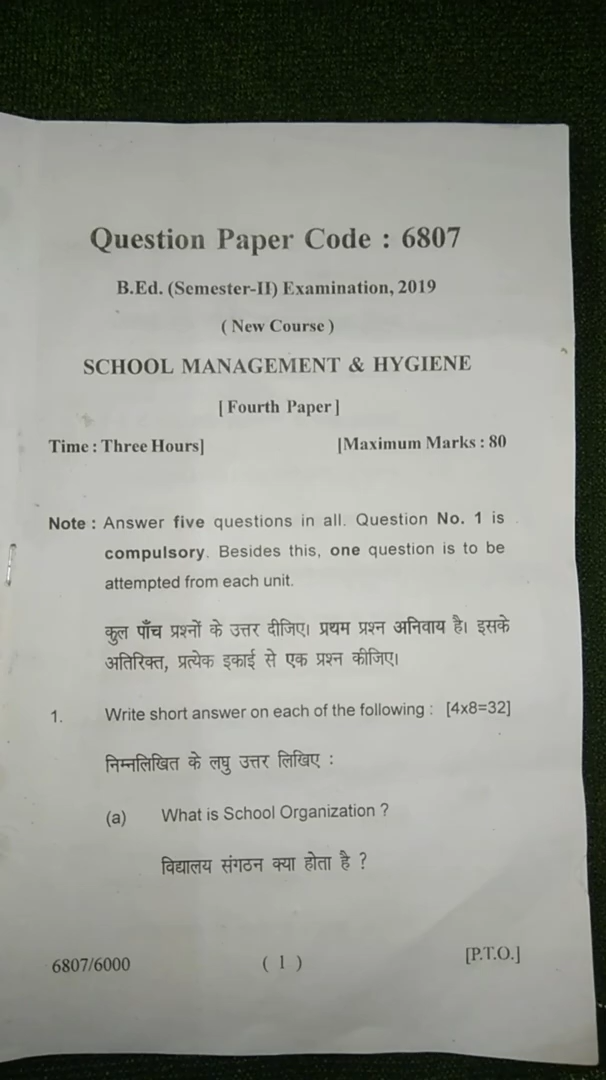 Question Paper Code : 6807
B.Ed. (Semester-II) Examination, 2019
( New Course )
SCHOOL MANAGEMENT & HYGIENE
[ Fourth Paper ]
Time : Three Hours] [Maximum Marks : 80
Note : Answer five questions in all. Question No. 1 is
compulsory. Besides this, one question is to be
attempted from each unit.
कुल पाँच प्रश्नों के उत्तर दीजिए। प्रथम प्रश्न अनिवाय है। इसके
अतिरिक्त, प्रत्येक इकाई से एक प्रश्न कीजिए।
1. Write short answer on each of the following : [4x8=32]
निम्नलिखित के लघु उत्तर लिखिए :
(a) What is School Organization ?
विद्यालय संगठन क्या होता है ?
6807/6000 ( 1 ) [P.T.O.]